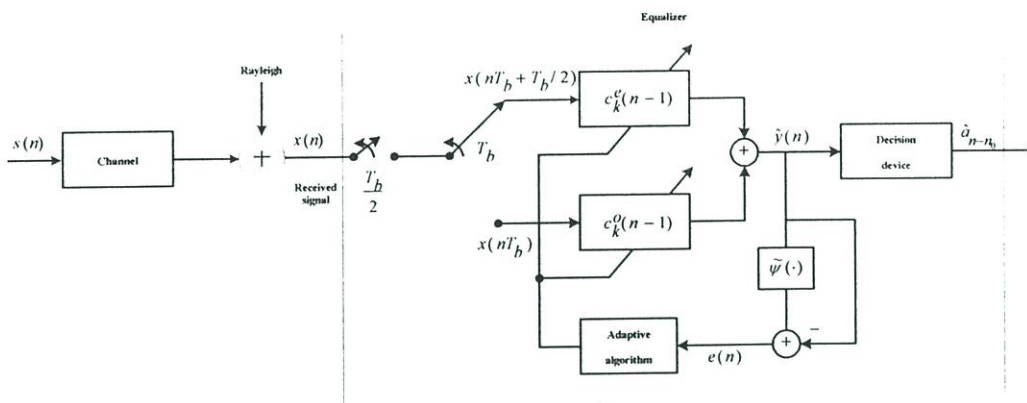 Equalizer
Rayleigh
x(nT_b + T_b/2)
c_k^e(n−1)
s(n)
Channel
+
x(n)
Received
signal
T_b
2
T_b
+
ŷ(n)
Decision
device
â_{n−n_0}
x(nT_b)
c_k^o(n−1)
ψ̃(·)
Adaptive
algorithm
e(n)
+
−